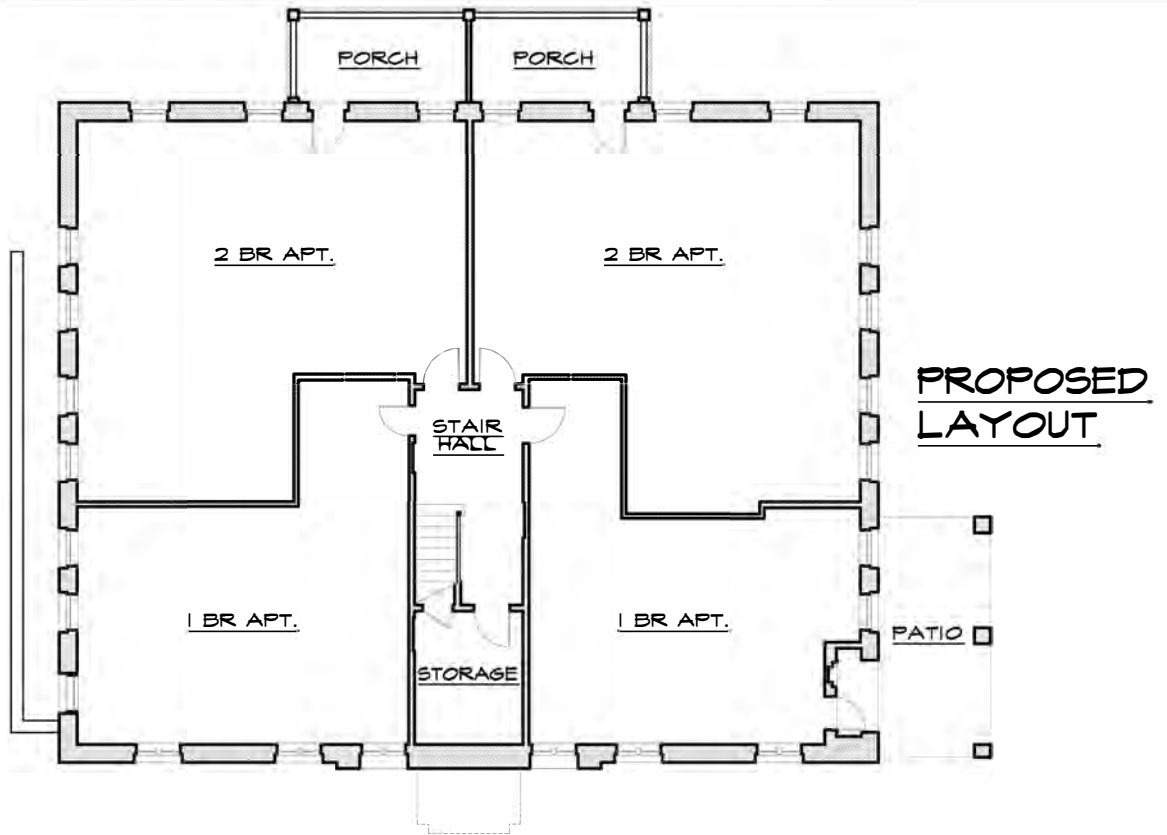 PORCH
PORCH
2 BR APT.
2 BR APT.
PROPOSED
LAYOUT
STAIR
HALL
1 BR APT.
1 BR APT.
PATIO
STORAGE